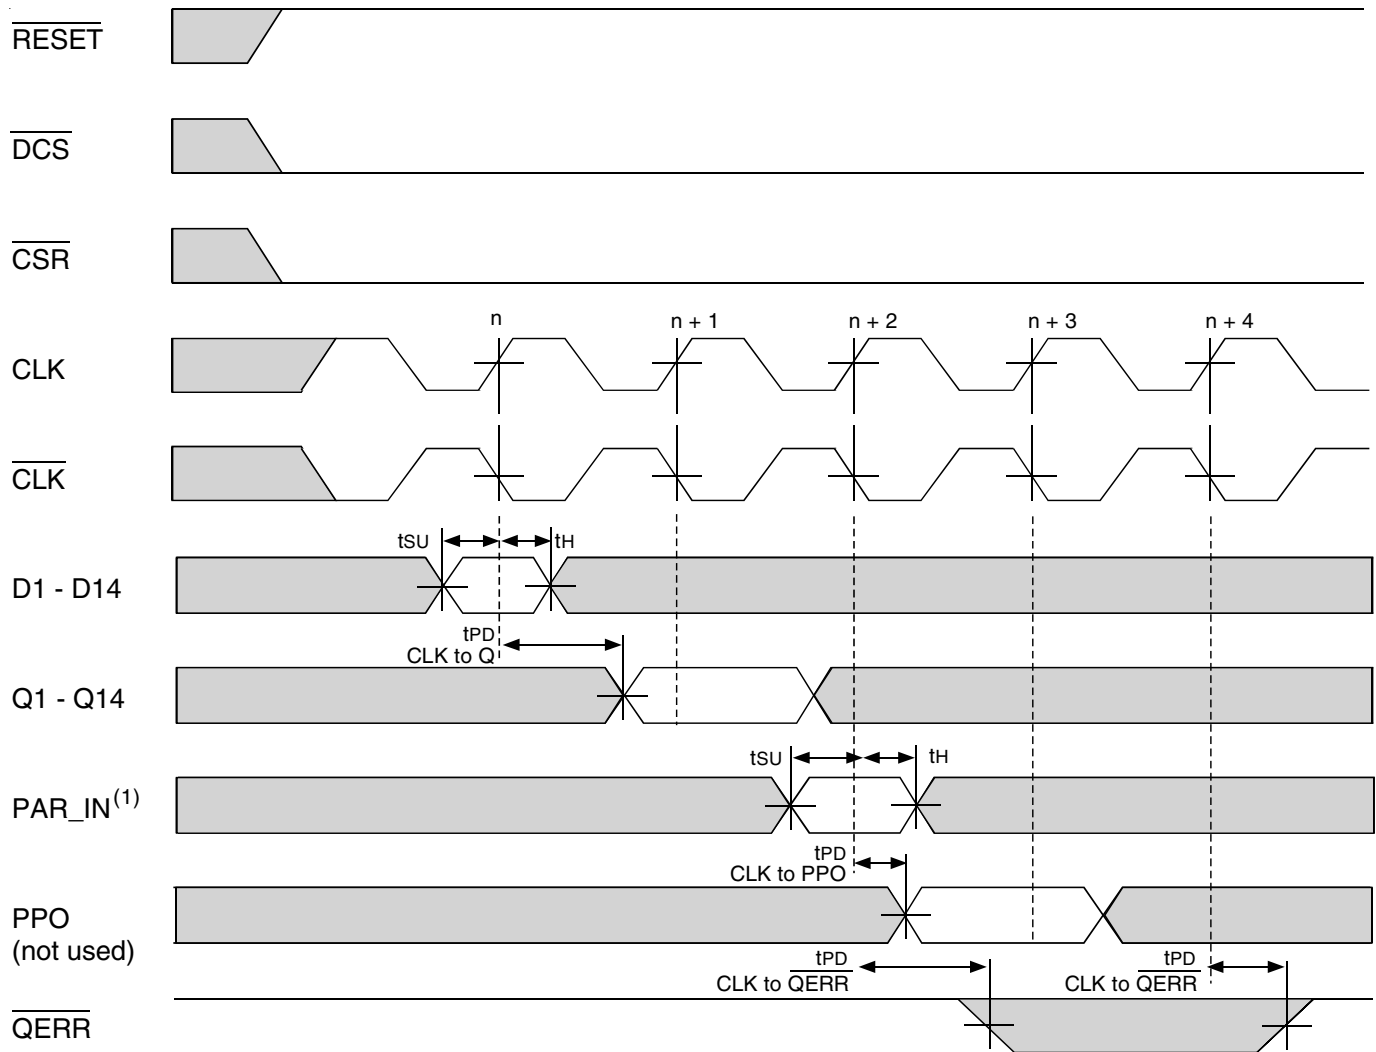 RESET
DCS
CSR
n n + 1 n + 2 n + 3 n + 4
CLK
CLK
tSU tH
D1 - D14
tPD
CLK to Q
Q1 - Q14
tSU tH
PAR_IN(1)
tPD
CLK to PPO
PPO
(not used)
tPD tPD
CLK to QERR CLK to QERR
QERR